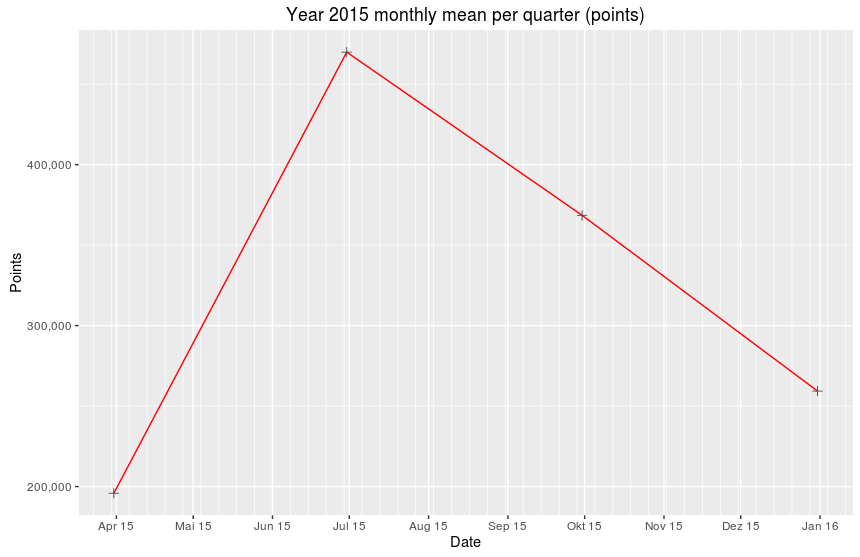 Year 2015 monthly mean per quarter (points)
400,000
300,000
200,000
Points
Apr 15 Mai 15 Jun 15 Jul 15 Aug 15 Sep 15 Okt 15 Nov 15 Dez 15 Jan 16
Date